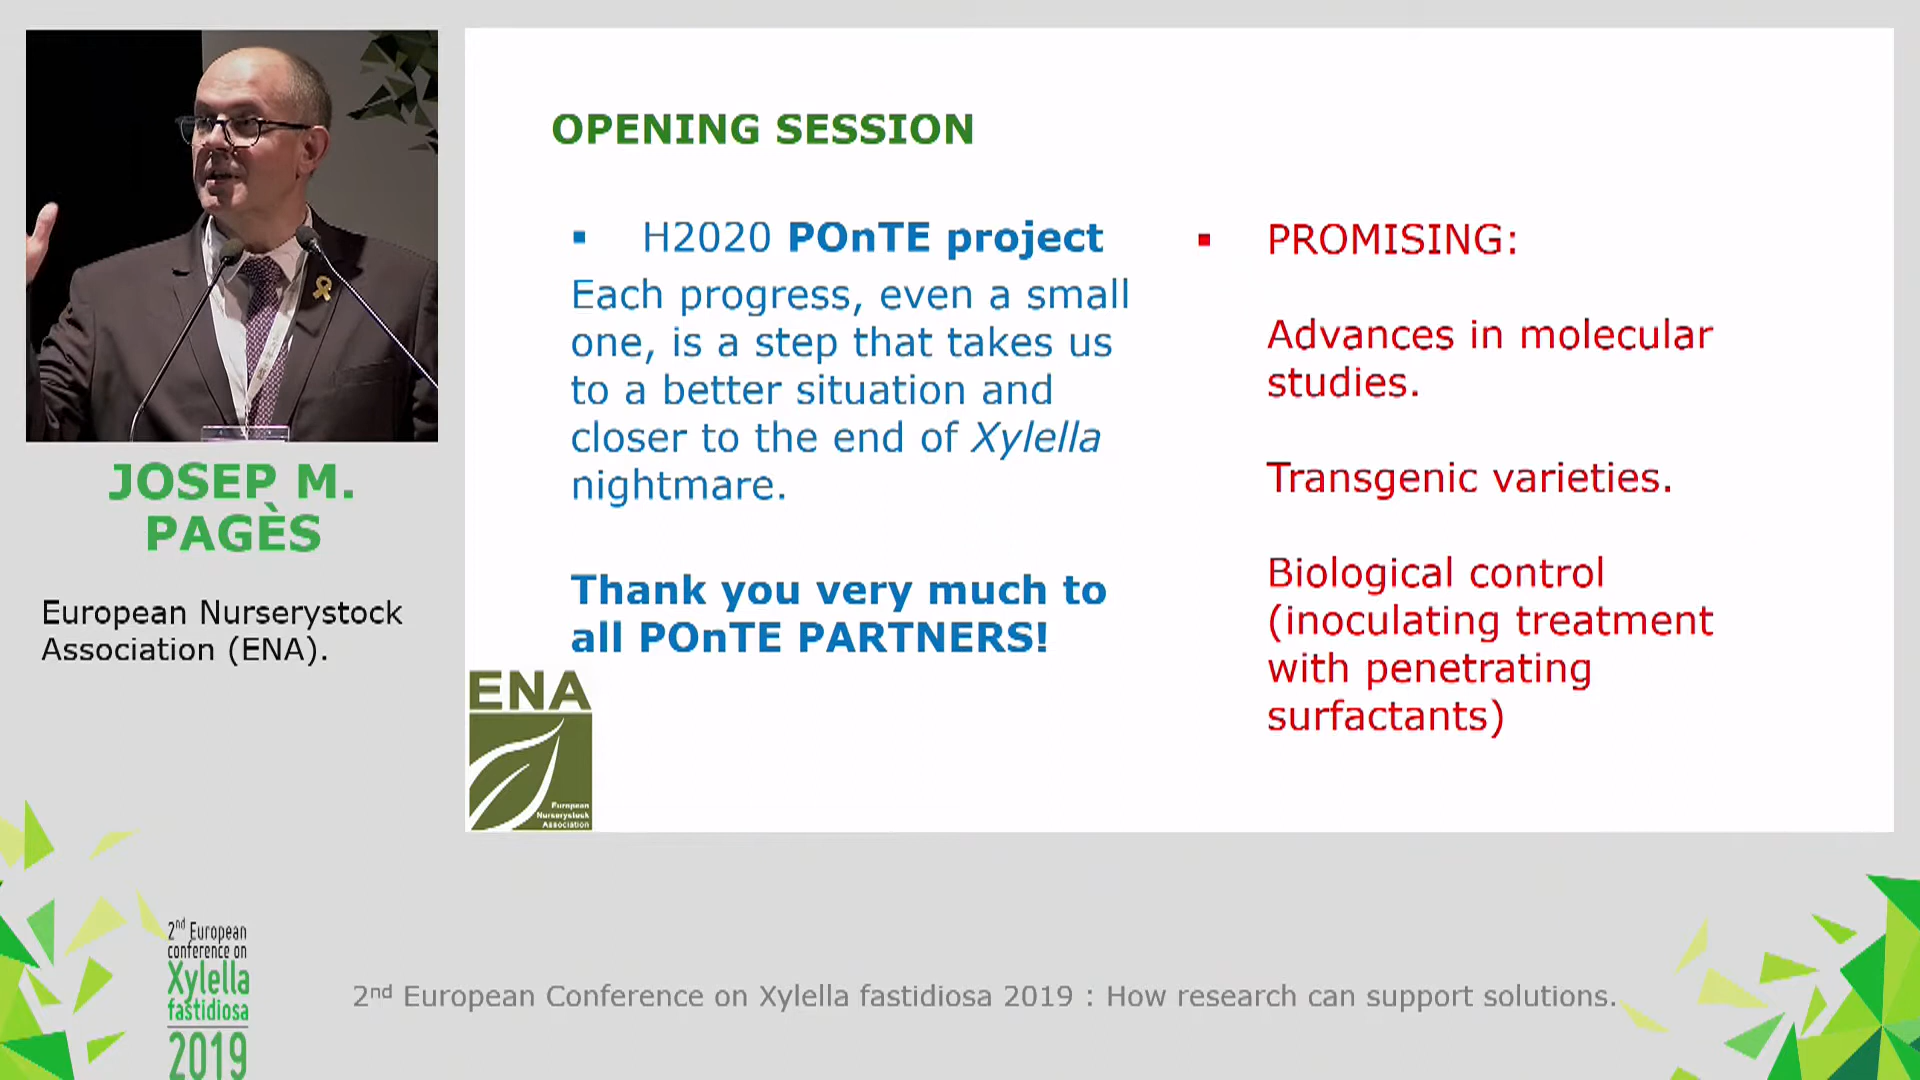 JOSEP M.
PAGÈS
European Nurserystock
Association (ENA).
OPENING SESSION
▪ H2020 POnTE project
Each progress, even a small
one, is a step that takes us
to a better situation and
closer to the end of Xylella
nightmare.
Thank you very much to
all POnTE PARTNERS!
▪ PROMISING:
Advances in molecular
studies.
Transgenic varieties.
Biological control
(inoculating treatment
with penetrating
surfactants)
ENA
European
Nurserystock
Association
2nd European
conference on
Xylella
fastidiosa
2019
2nd European Conference on Xylella fastidiosa 2019 : How research can support solutions.